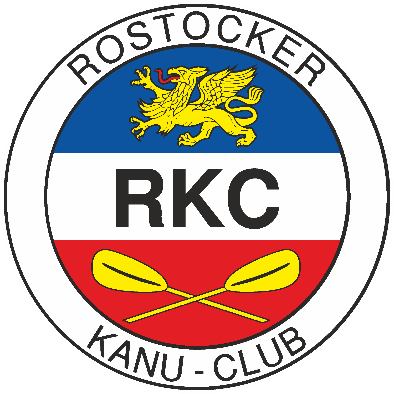 ROSTOCKER
RKC
KANU - CLUB